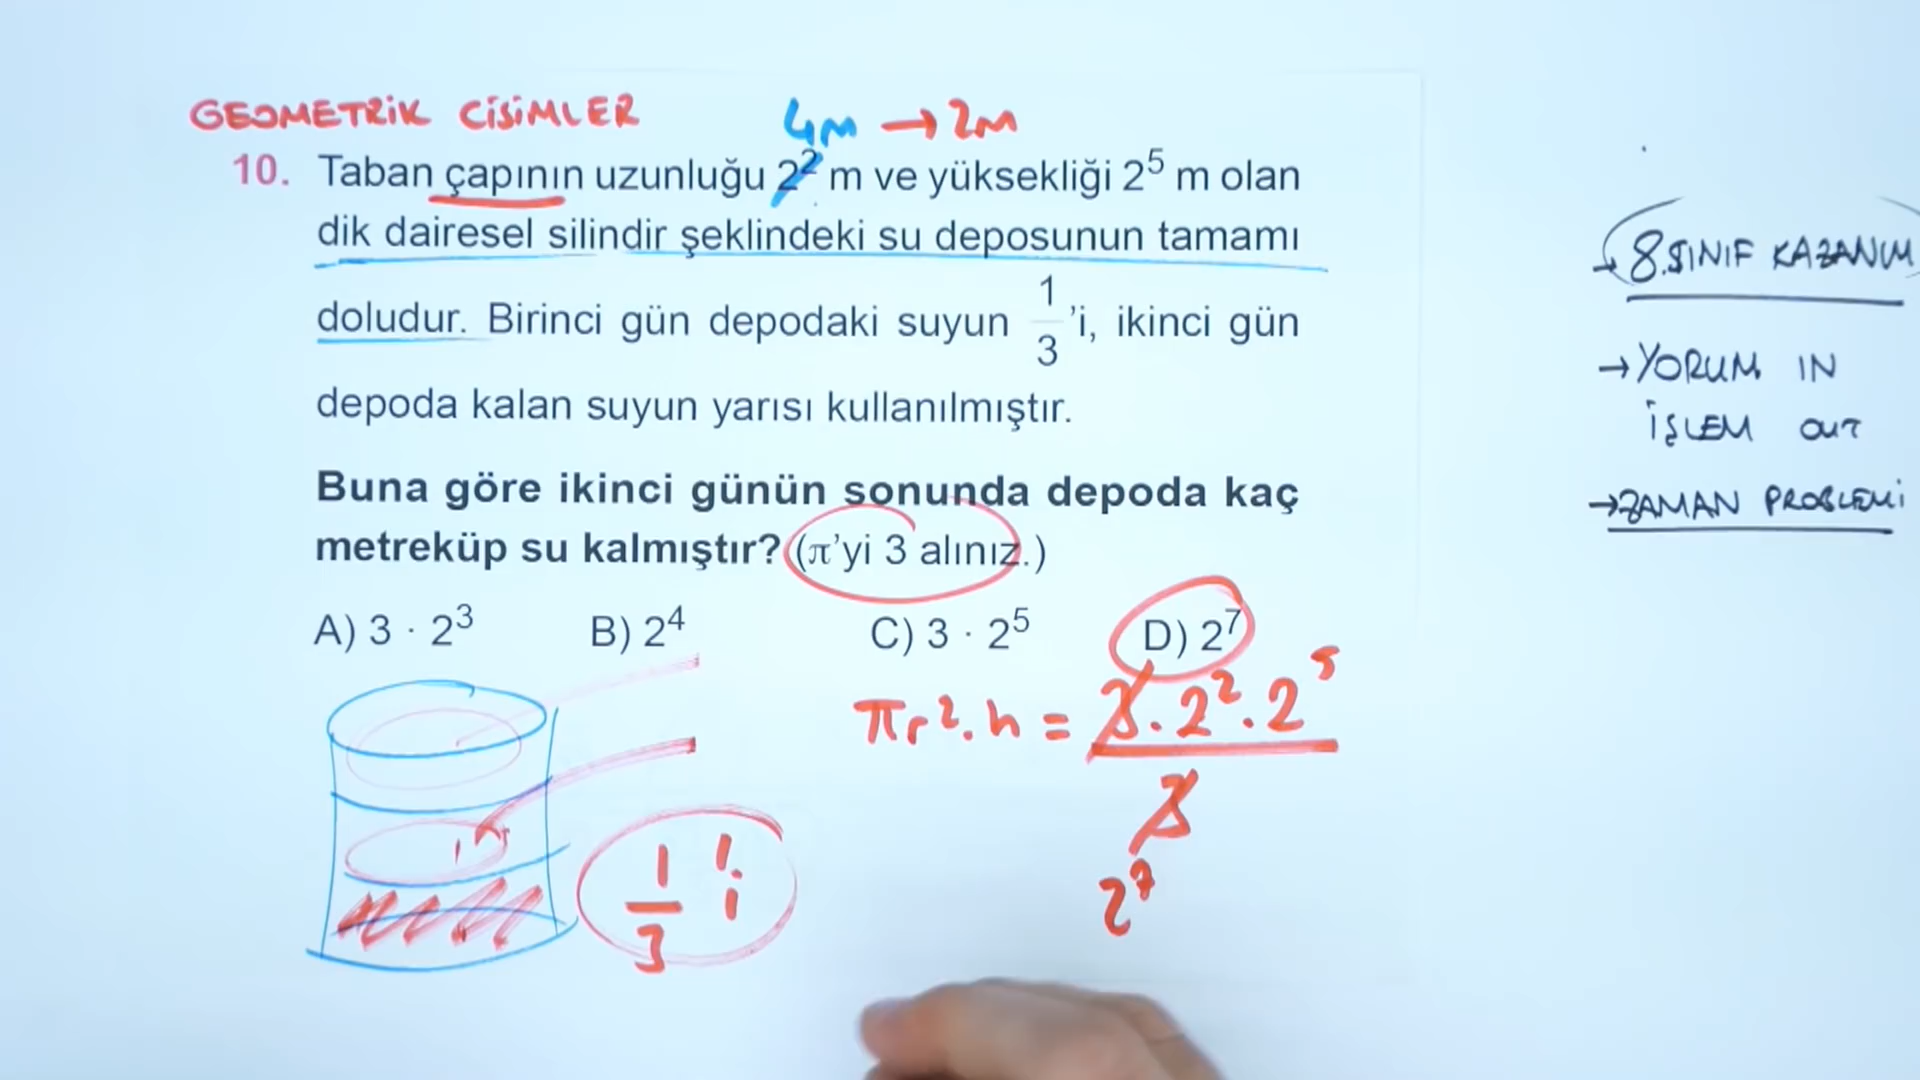 GEOMETRİK CİSİMLER
4M → 2M
10. Taban çapının uzunluğu 2² m ve yüksekliği 2⁵ m olan
dik dairesel silindir şeklindeki su deposunun tamamı
doludur. Birinci gün depodaki suyun 1/3 'i, ikinci gün
depoda kalan suyun yarısı kullanılmıştır.
Buna göre ikinci günün sonunda depoda kaç
metreküp su kalmıştır? (π'yi 3 alınız.)
A) 3 · 2³ B) 2⁴ C) 3 · 2⁵ D) 2⁷
πr².h = 3.2².2⁵
3
2⁷
1/3 'i
→ 8.SINIF KAZANIM
→ YORUM IN
İŞLEM OUT
→ ZAMAN PROBLEMİ